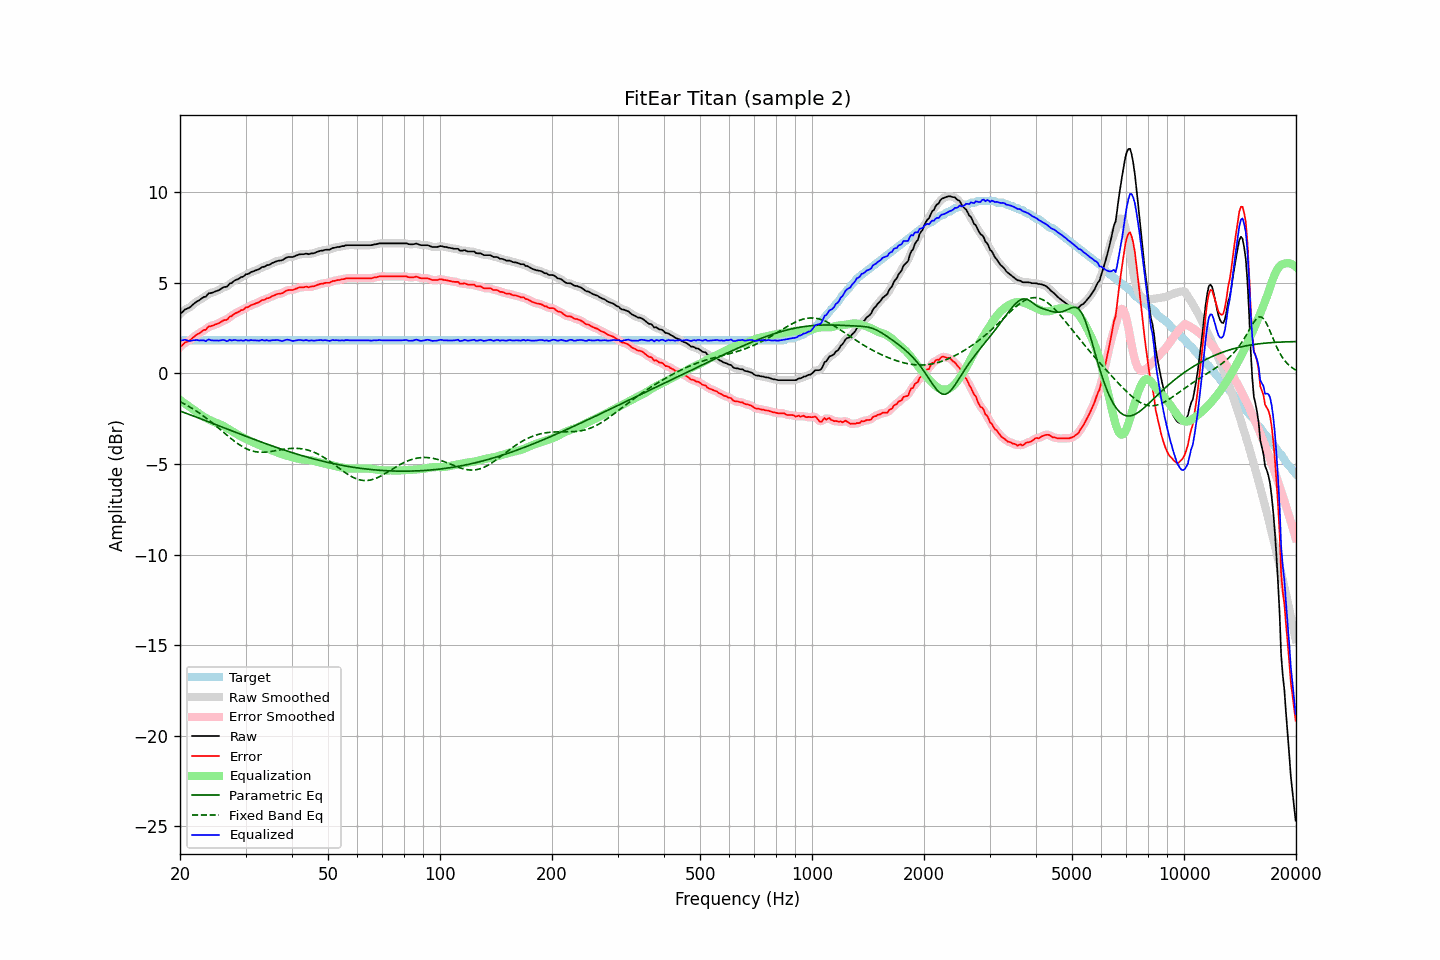 FitEar Titan (sample 2)
10
5
0
−5
−10
−15
−20
−25
Amplitude (dBr)
Target
Raw Smoothed
Error Smoothed
Raw
Error
Equalization
Parametric Eq
Fixed Band Eq
Equalized
20 50 100 200 500 1000 2000 5000 10000 20000
Frequency (Hz)